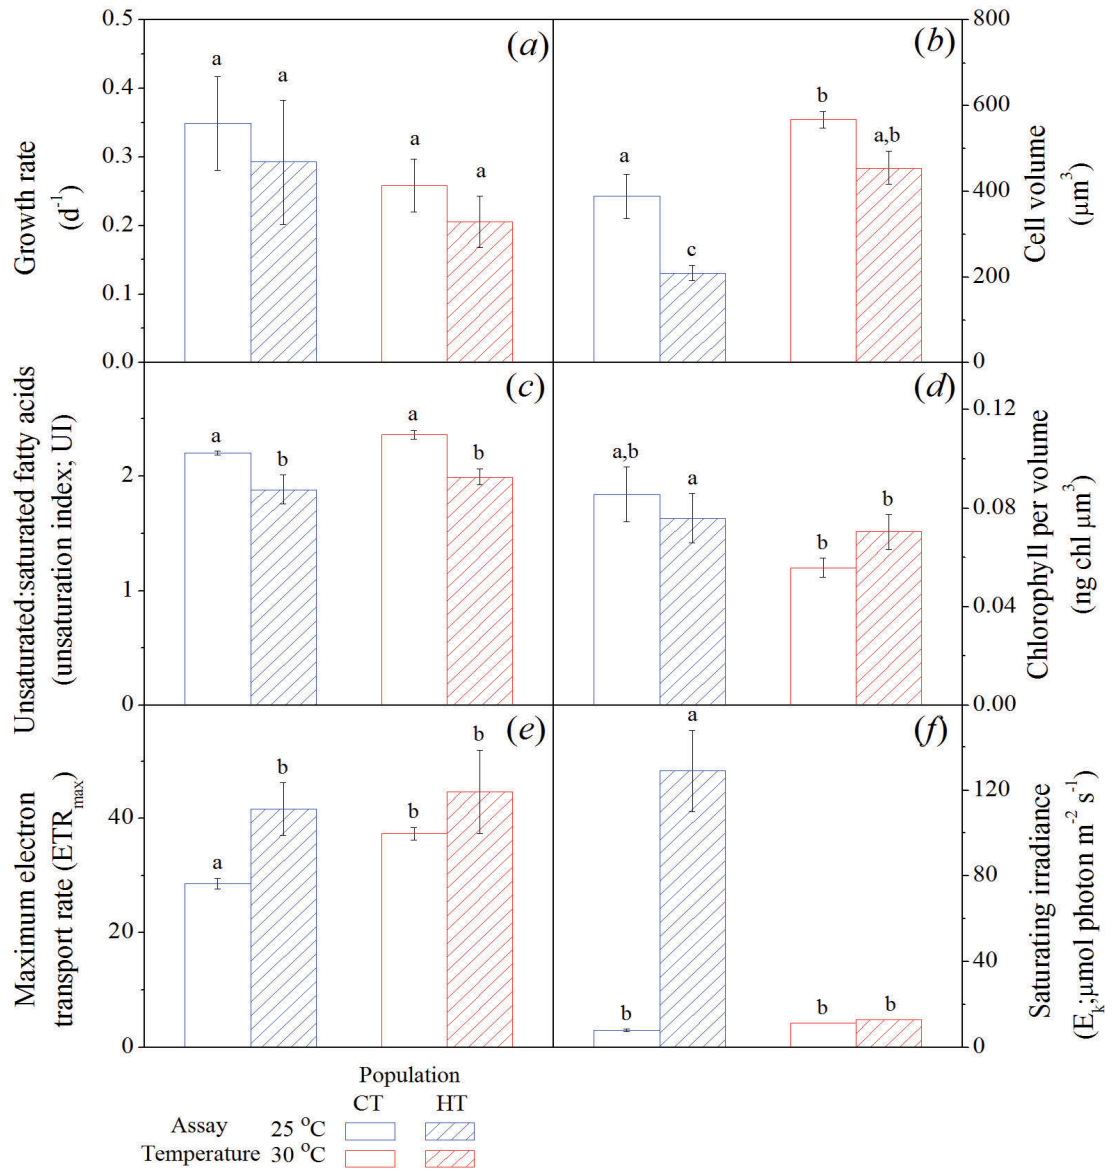 0.5
0.4
0.3
0.2
0.1
0.0
Growth rate
(d-1)
(a)
a
a
a
a
(b)
a
c
b
a,b
800
600
400
200
0
Cell volume
(μm3)
Unsaturated:saturated fatty acids
(unsaturation index; UI)
2
1
0
(c)
a
b
a
b
(d)
a,b
a
b
b
0.12
0.08
0.04
0.00
Chlorophyll per volume
(ng chl μm3)
Maximum electron
transport rate (ETRmax)
40
20
0
(e)
a
b
b
b
(f)
b
a
b
b
120
80
40
0
Saturating irradiance
(Ek;μmol photon m-2 s-1)
Population
CT HT
Assay 25 oC
Temperature 30 oC